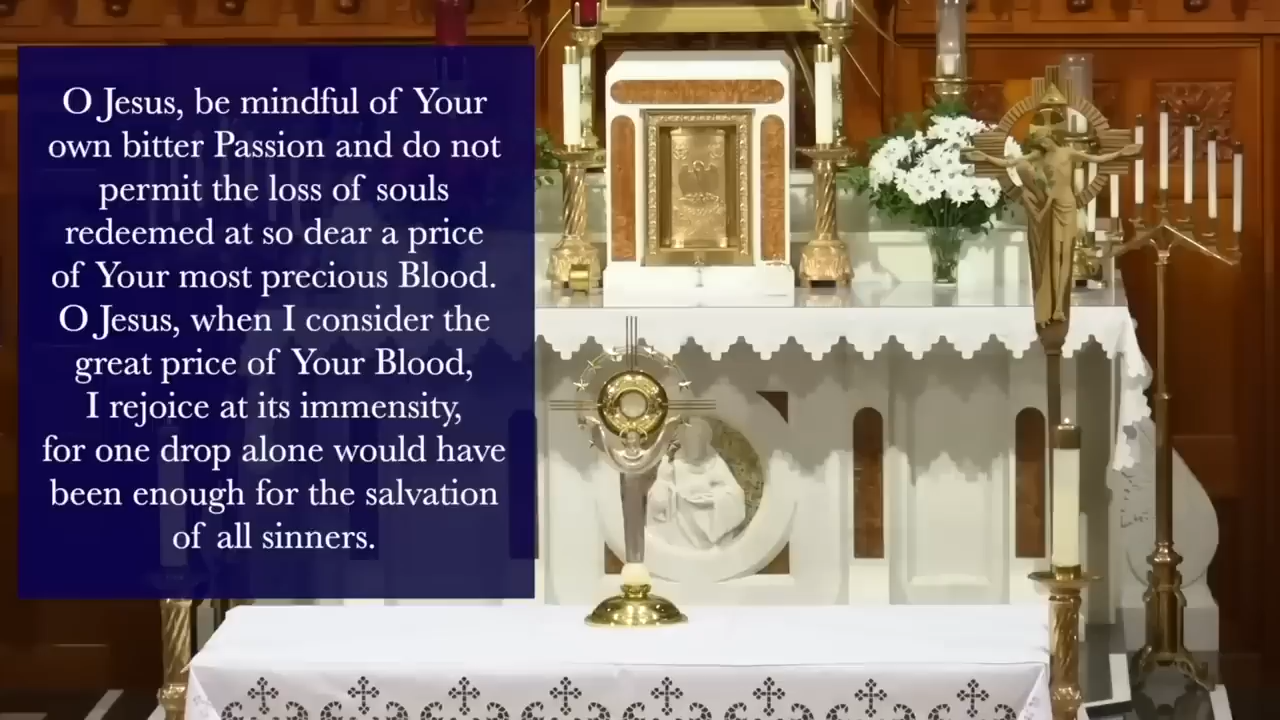 O Jesus, be mindful of Your
own bitter Passion and do not
permit the loss of souls
redeemed at so dear a price
of Your most precious Blood.
O Jesus, when I consider the
great price of Your Blood,
I rejoice at its immensity,
for one drop alone would have
been enough for the salvation
of all sinners.